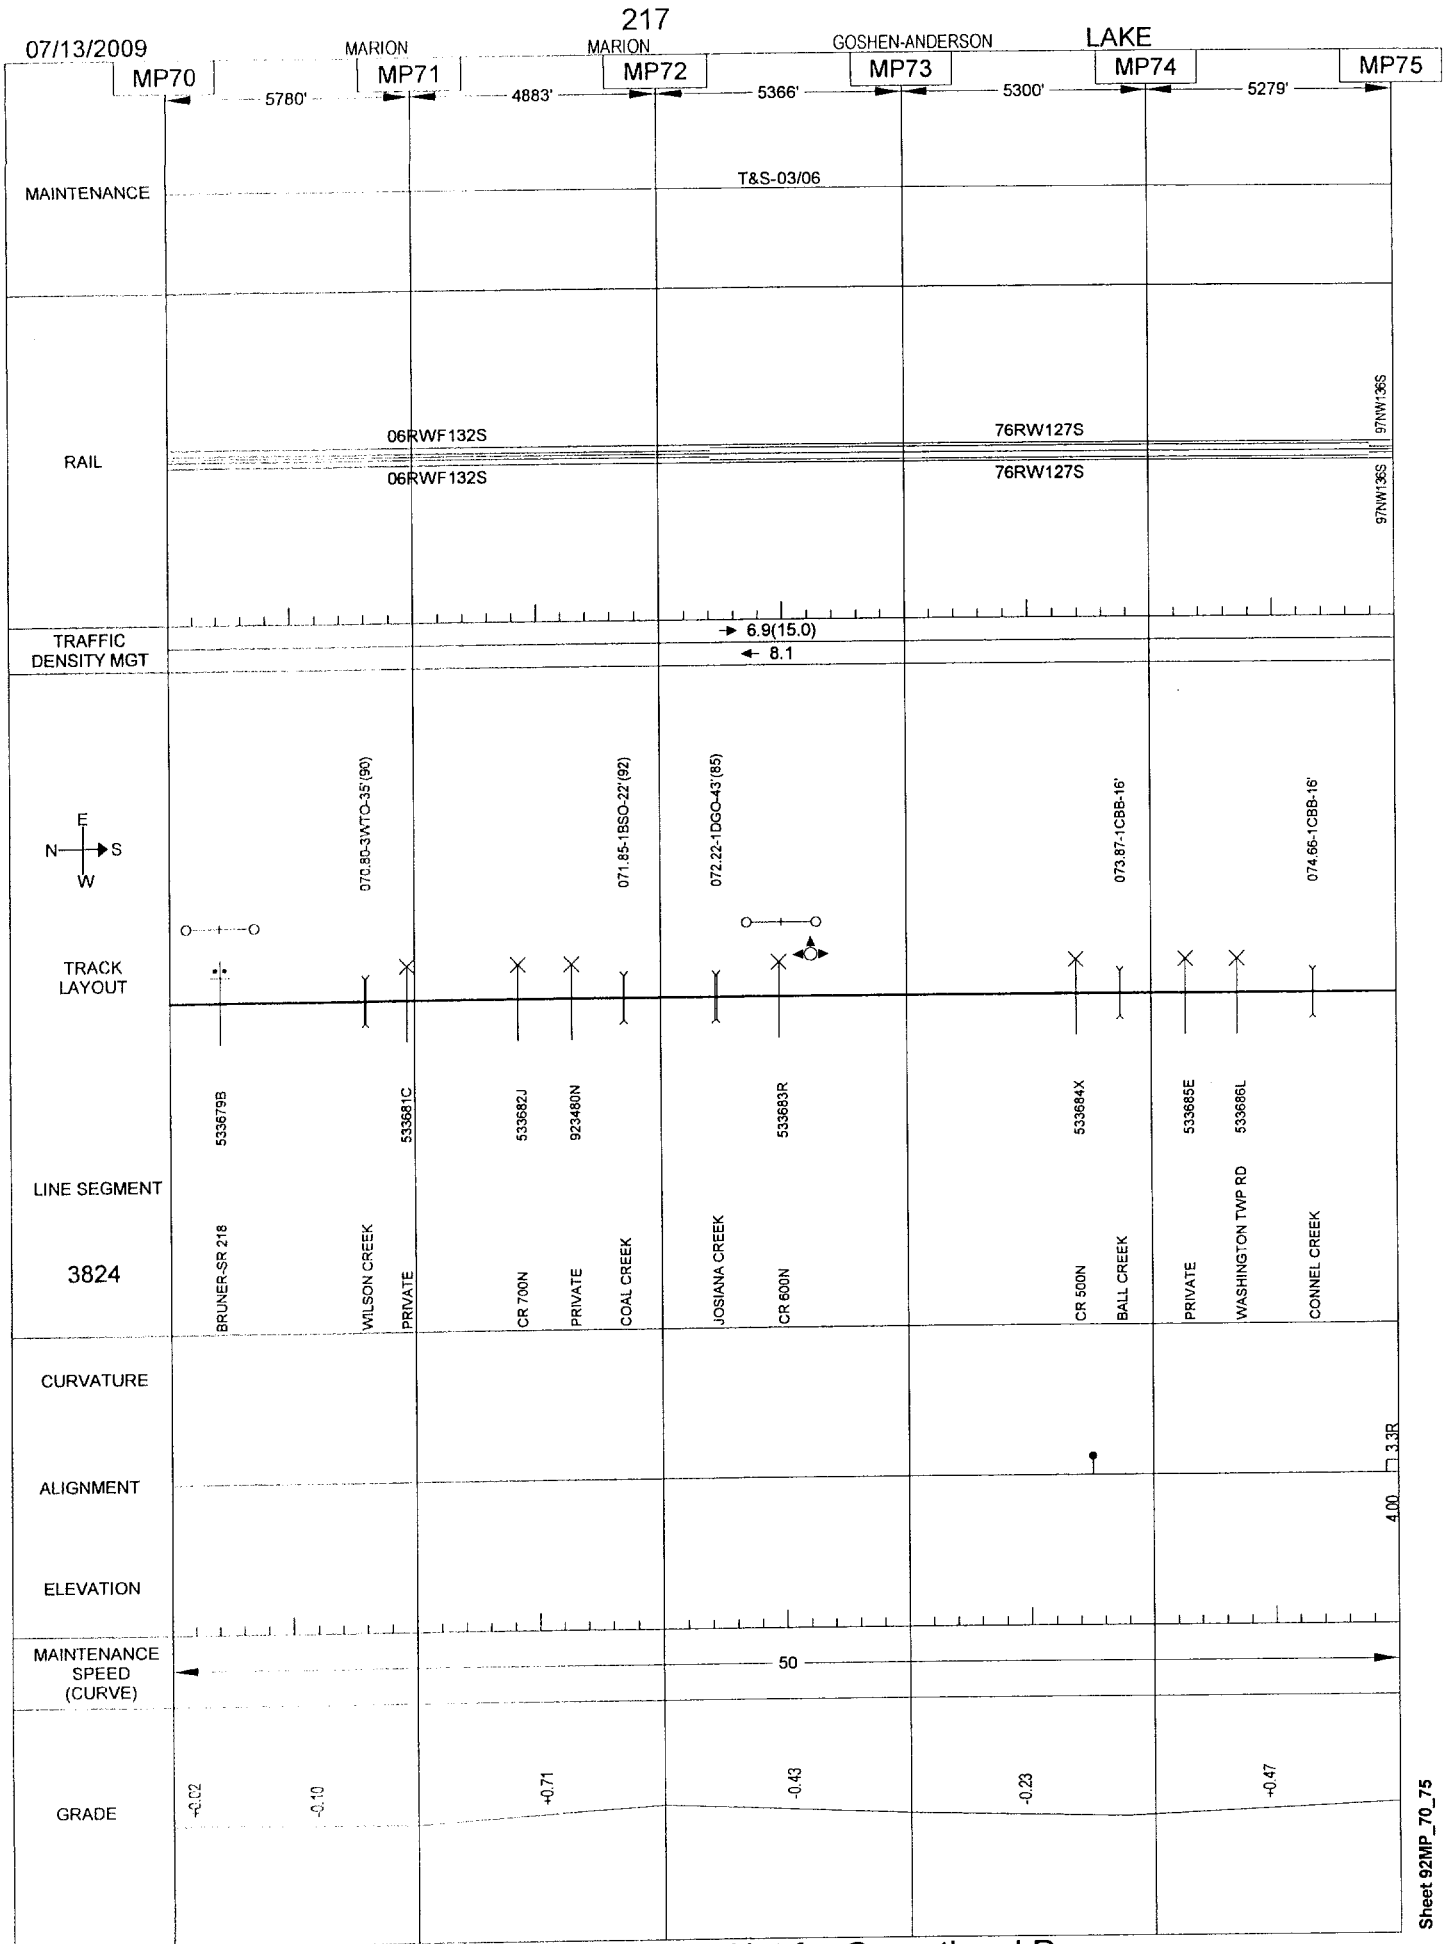 217
07/13/2009
MARION
MARION
GOSHEN-ANDERSON
LAKE
MP70
MP71
MP72
MP73
MP74
MP75
5780'
4883'
5366'
5300'
5279'
MAINTENANCE
T&S-03/06
RAIL
06RWF132S
76RW127S
97NW136S
06RWF132S
76RW127S
97NW136S
TRAFFIC
DENSITY MGT
6.9(15.0)
8.1
E
N
S
W
070.80-3WTO-35'(90)
071.85-1BSO-22'(92)
072.22-1DGO-43'(85)
073.87-1CBB-16'
074.66-1CBB-16'
TRACK
LAYOUT
533679B
533681C
533682J
923480N
533683R
533684X
533685E
533686L
LINE SEGMENT
3824
BRUNER-SR 218
WILSON CREEK
PRIVATE
CR 700N
PRIVATE
COAL CREEK
JOSIANA CREEK
CR 600N
CR 500N
BALL CREEK
PRIVATE
WASHINGTON TWP RD
CONNEL CREEK
CURVATURE
3.3R
ALIGNMENT
4.00
ELEVATION
MAINTENANCE
SPEED
(CURVE)
50
GRADE
+0.02
-0.10
+0.71
-0.43
-0.23
+0.47
Sheet 92MP_70_75